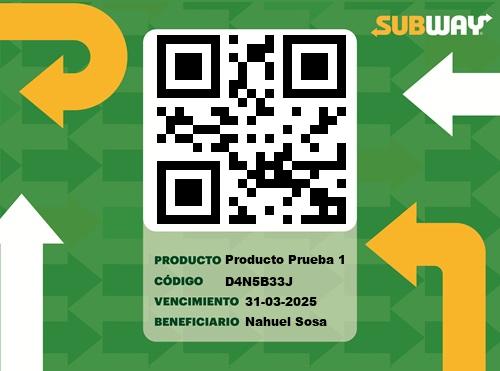 SUBWAY
PRODUCTO Producto Prueba 1
CÓDIGO D4N5B33J
VENCIMIENTO 31-03-2025
BENEFICIARIO Nahuel Sosa